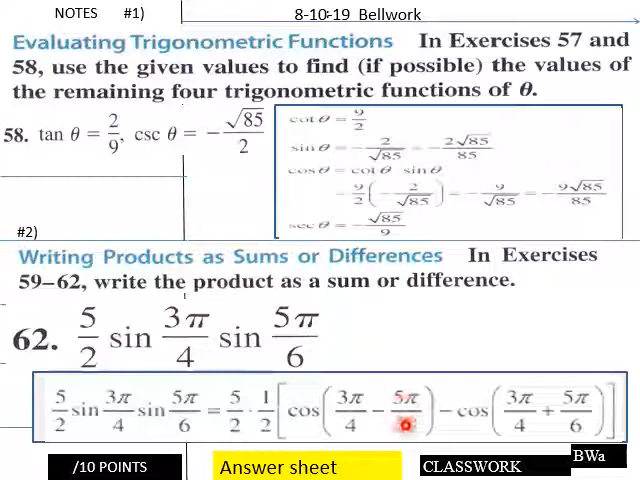 NOTES #1) 8-10-19 Bellwork
Evaluating Trigonometric Functions In Exercises 57 and
58, use the given values to find (if possible) the values of
the remaining four trigonometric functions of θ.
58. tan θ = 2/9, csc θ = −√85/2
cot θ = 9/2
sin θ = −2/√85 = −2√85/85
cos θ = cot θ sin θ
= 9/2(−2/√85) = −9/√85 = −9√85/85
sec θ = −√85/9
#2)
Writing Products as Sums or Differences In Exercises
59–62, write the product as a sum or difference.
62. 5/2 sin 3π/4 sin 5π/6
5/2 sin 3π/4 sin 5π/6 = 5/2 · 1/2 [cos(3π/4 − 5π/6) − cos(3π/4 + 5π/6)]
/10 POINTS Answer sheet CLASSWORK BWa